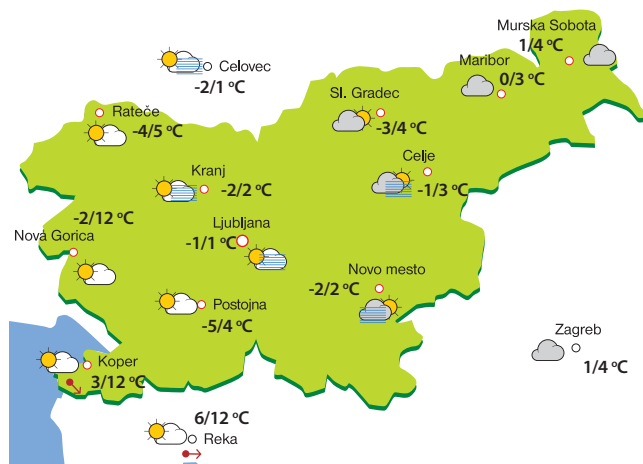 Murska Sobota
1/4 °C
Maribor
0/3 °C
Celovec
-2/1 °C
Sl. Gradec
-3/4 °C
Rateče
-4/5 °C
Celje
-1/3 °C
Kranj
-2/2 °C
-2/12 °C
Nova Gorica
Ljubljana
-1/1 °C
Novo mesto
-2/2 °C
Postojna
-5/4 °C
Zagreb
1/4 °C
Koper
3/12 °C
6/12 °C
Reka